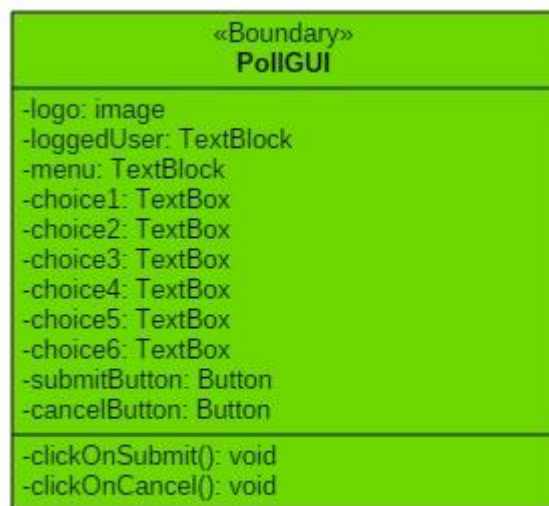 «Boundary»
PollGUI
-logo: image
-loggedUser: TextBlock
-menu: TextBlock
-choice1: TextBox
-choice2: TextBox
-choice3: TextBox
-choice4: TextBox
-choice5: TextBox
-choice6: TextBox
-submitButton: Button
-cancelButton: Button
-clickOnSubmit(): void
-clickOnCancel(): void